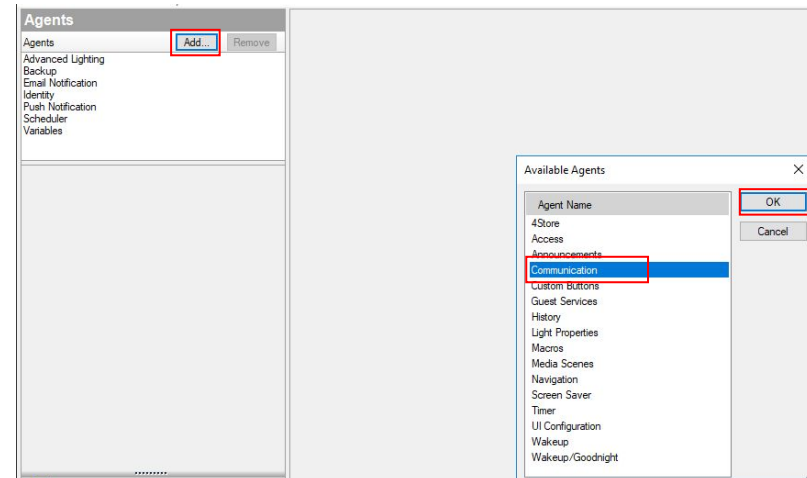 Agents
Agents Add... Remove
Advanced Lighting
Backup
Email Notification
Identity
Push Notification
Scheduler
Variables
Available Agents
Agent Name
OK
Cancel
4Store
Access
Announcements
Communication
Custom Buttons
Guest Services
History
Light Properties
Macros
Media Scenes
Navigation
Screen Saver
Timer
UI Configuration
Wakeup
Wakeup/Goodnight